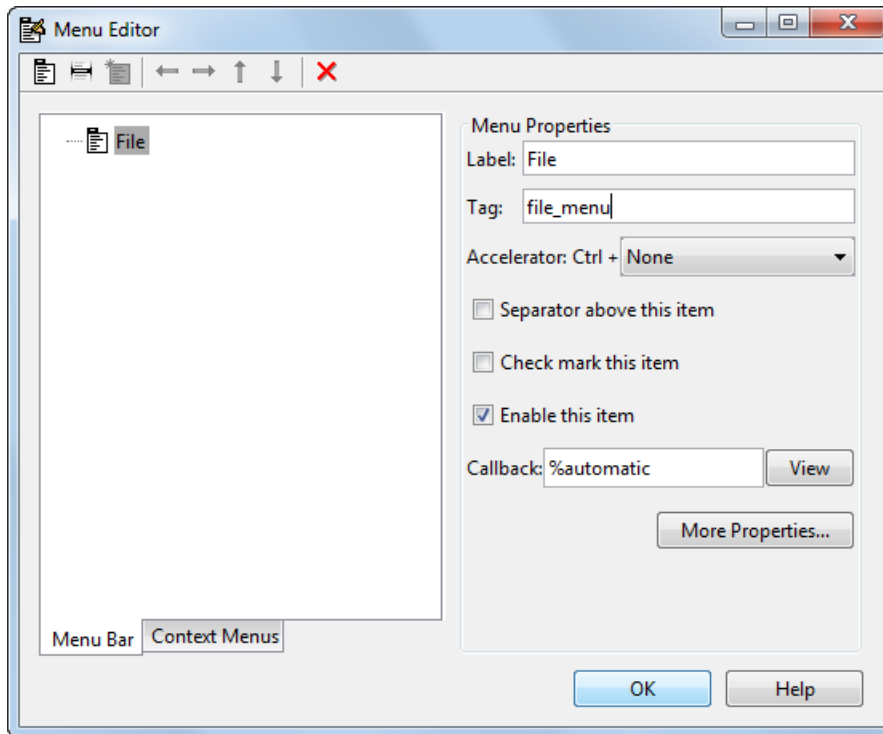 Menu Editor
File
Menu Properties
Label: File
Tag: file_menu
Accelerator: Ctrl + None
Separator above this item
Check mark this item
Enable this item
Callback: %automatic View
More Properties...
Menu Bar Context Menus
OK Help